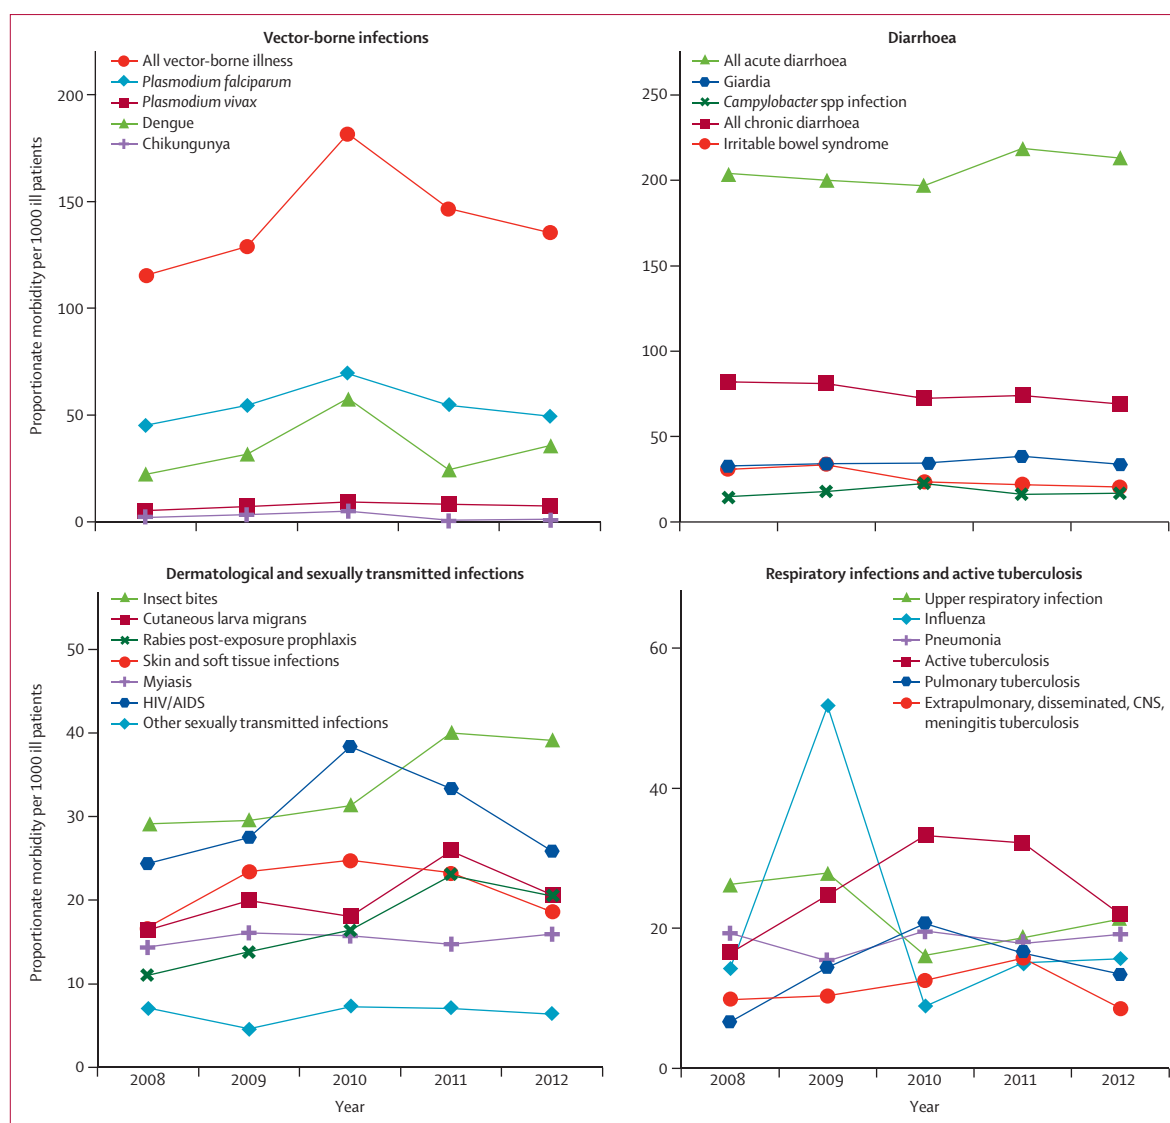 Vector-borne infections
All vector-borne illness
Plasmodium falciparum
Plasmodium vivax
Dengue
Chikungunya
Proportionate morbidity per 1000 ill patients
200
150
100
50
0
Diarrhoea
All acute diarrhoea
Giardia
Campylobacter spp infection
All chronic diarrhoea
Irritable bowel syndrome
250
200
150
100
50
0
Dermatological and sexually transmitted infections
Insect bites
Cutaneous larva migrans
Rabies post-exposure prophlaxis
Skin and soft tissue infections
Myiasis
HIV/AIDS
Other sexually transmitted infections
Proportionate morbidity per 1000 ill patients
50
40
30
20
10
0
2008 2009 2010 2011 2012
Year
Respiratory infections and active tuberculosis
Upper respiratory infection
Influenza
Pneumonia
Active tuberculosis
Pulmonary tuberculosis
Extrapulmonary, disseminated, CNS,
meningitis tuberculosis
60
40
20
0
2008 2009 2010 2011 2012
Year